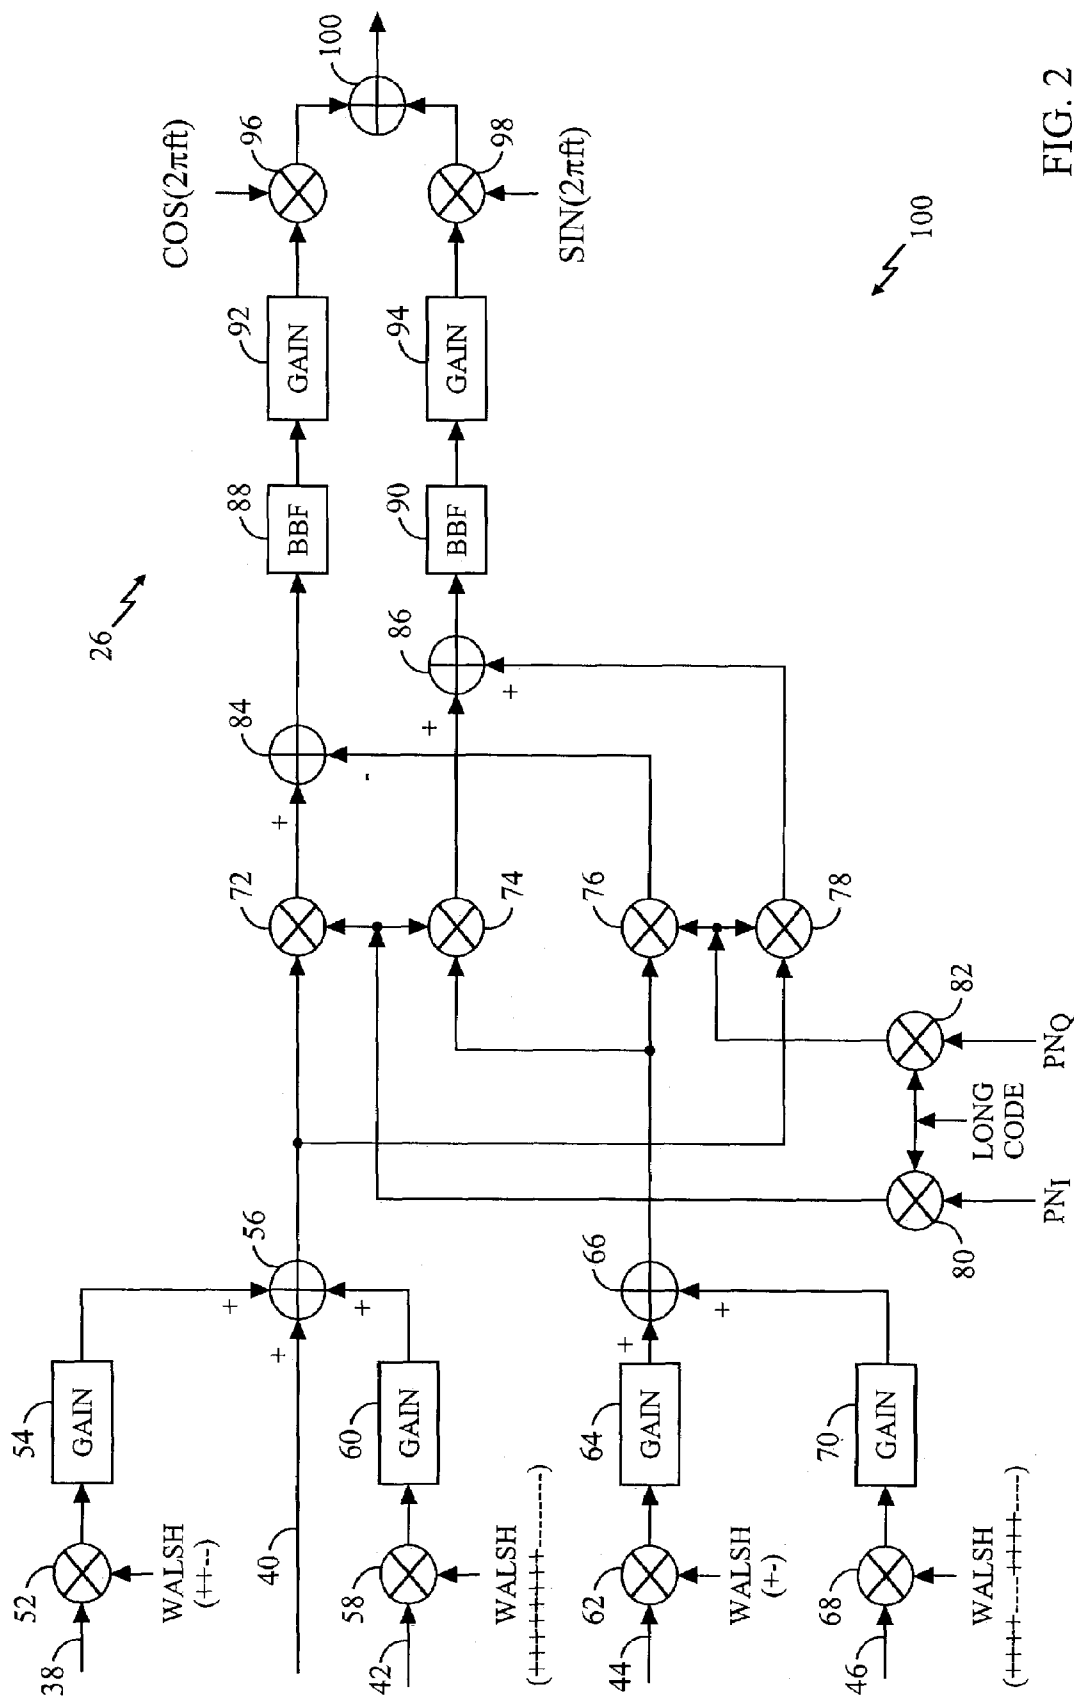 FIG. 2
26
100
38
52
WALSH
(++--)
54
GAIN
+
40
+
56
42
58
WALSH
(++++++++--------)
60
GAIN
+
44
62
WALSH
(+-)
64
GAIN
+
66
46
68
WALSH
(++++----++++----)
70
GAIN
+
80
PNI
LONG
CODE
82
PNQ
72
74
76
78
+
84
-
+
86
+
88
BBF
90
BBF
92
GAIN
94
GAIN
COS(2πft)
96
SIN(2πft)
98
100